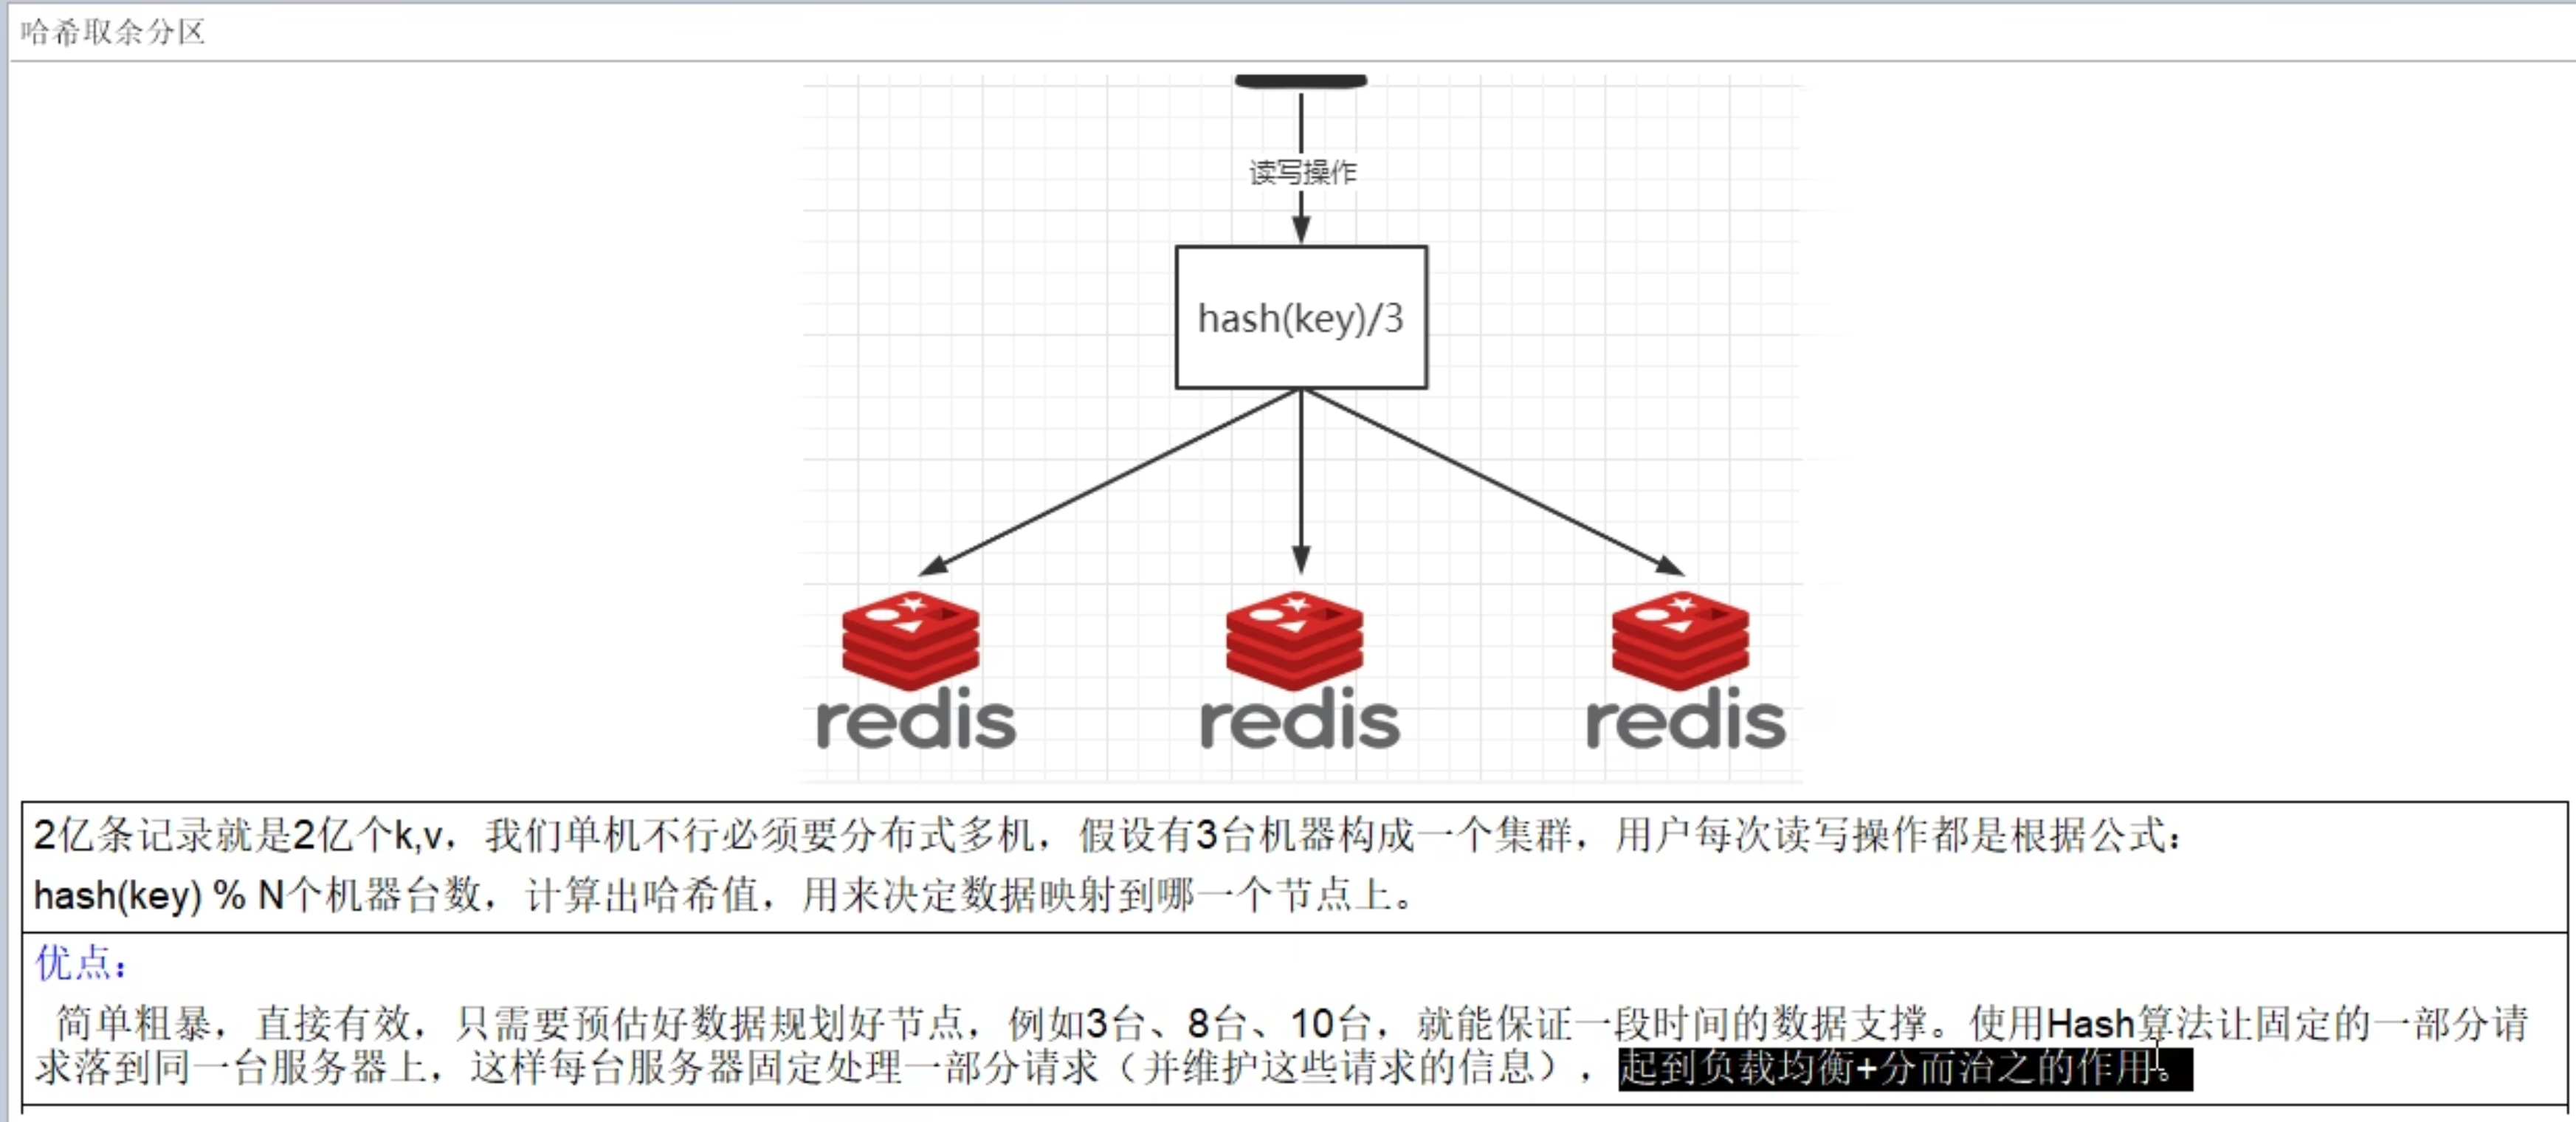 哈希取余分区
读写操作
hash(key)/3
redis redis redis
2亿条记录就是2亿个k,v，我们单机不行必须要分布式多机，假设有3台机器构成一个集群，用户每次读写操作都是根据公式：
hash(key) % N个机器台数，计算出哈希值，用来决定数据映射到哪一个节点上。
优点：
简单粗暴，直接有效，只需要预估好数据规划好节点，例如3台、8台、10台，就能保证一段时间的数据支撑。使用Hash算法让固定的一部分请
求落到同一台服务器上，这样每台服务器固定处理一部分请求（并维护这些请求的信息），起到负载均衡+分而治之的作用。